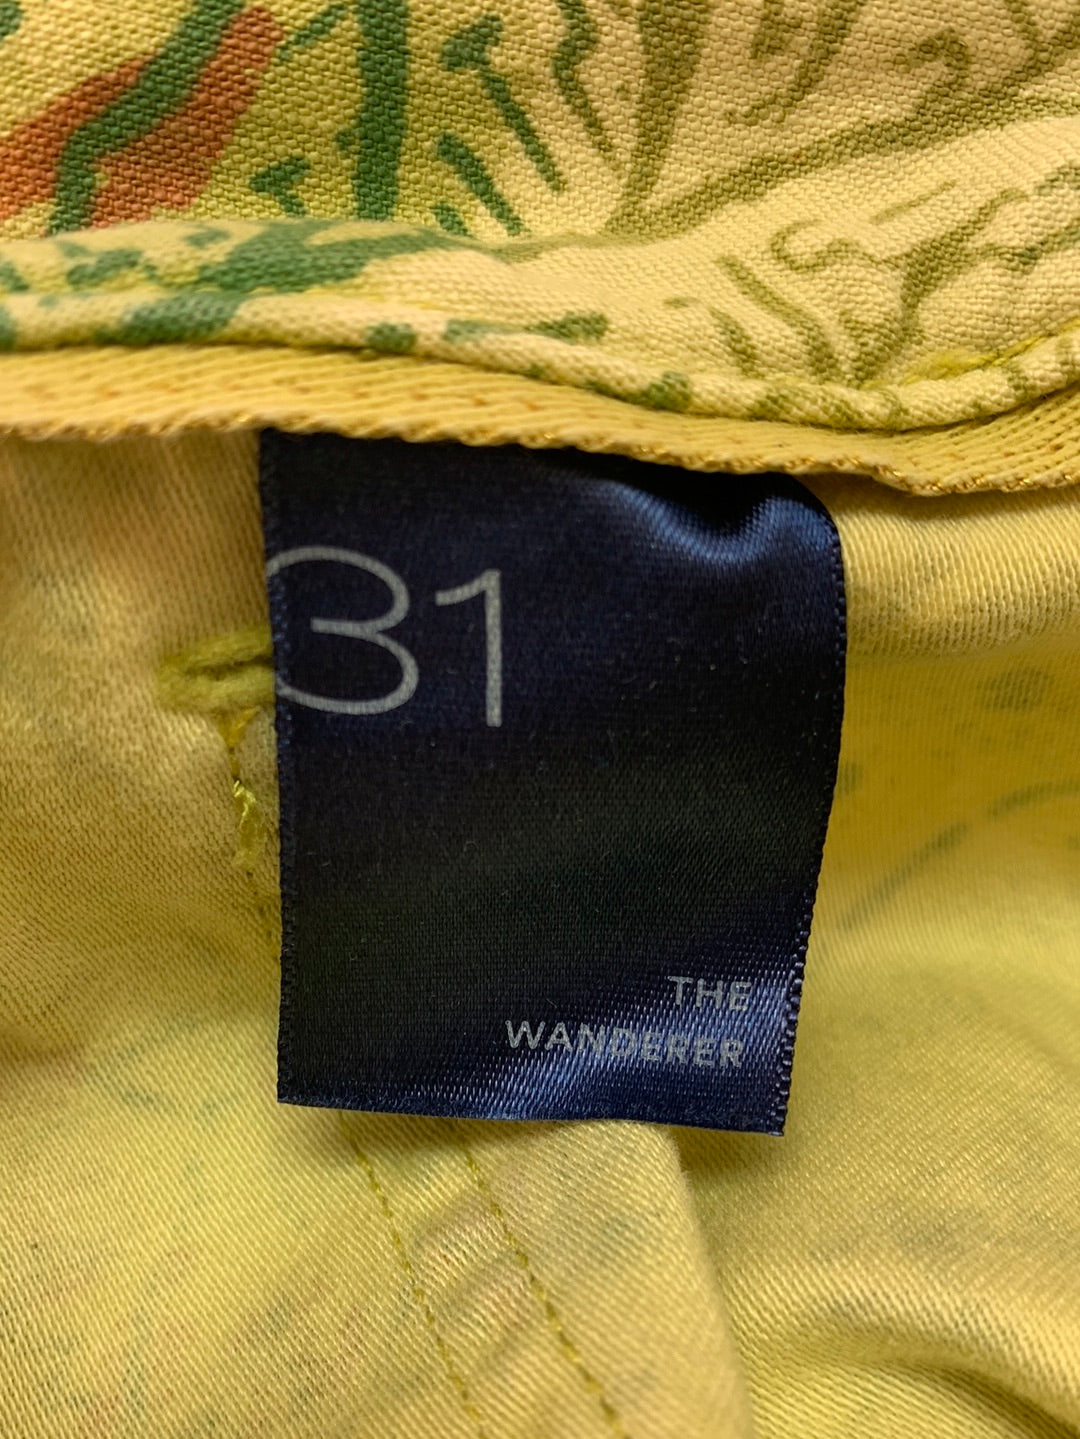 31
THE
WANDERER